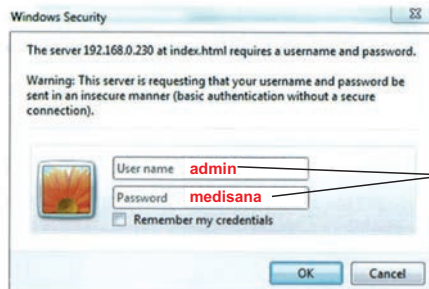 Windows Security
The server 192.168.0.230 at index.html requires a username and password.
Warning: This server is requesting that your username and password be
sent in an insecure manner (basic authentication without a secure
connection).
User name admin
Password medisana
Remember my credentials
OK Cancel